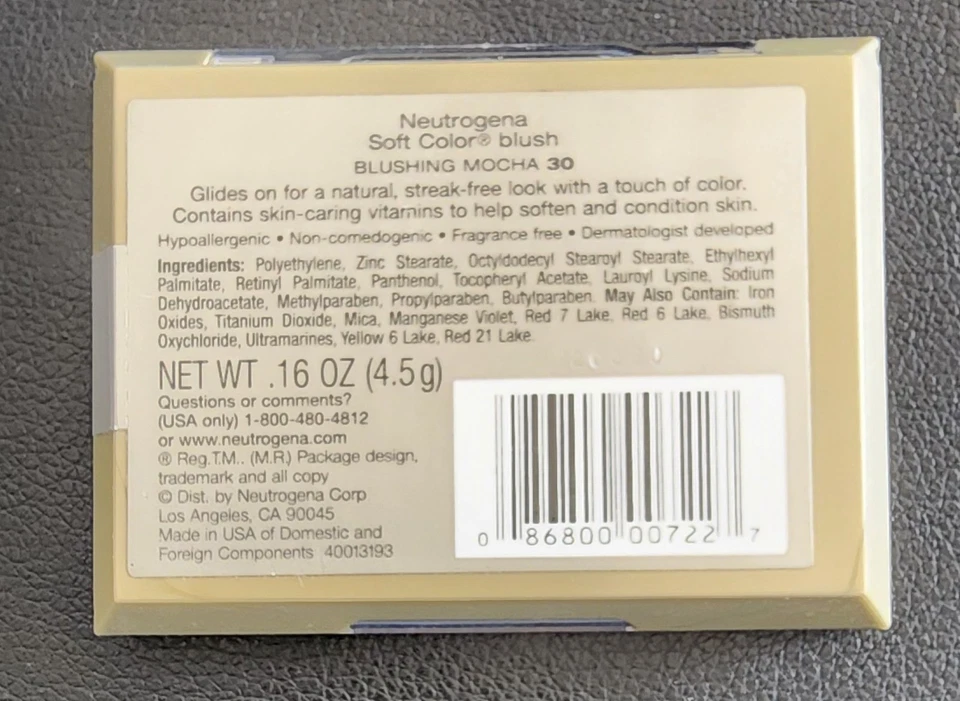 Neutrogena
Soft Color® blush
BLUSHING MOCHA 30
Glides on for a natural, streak-free look with a touch of color.
Contains skin-caring vitamins to help soften and condition skin.
Hypoallergenic • Non-comedogenic • Fragrance free • Dermatologist developed
Ingredients: Polyethylene, Zinc Stearate, Octyldodecyl Stearoyl Stearate, Ethylhexyl
Palmitate, Retinyl Palmitate, Panthenol, Tocopheryl Acetate, Lauroyl Lysine, Sodium
Dehydroacetate, Methylparaben, Propylparaben, Butylparaben. May Also Contain: Iron
Oxides, Titanium Dioxide, Mica, Manganese Violet, Red 7 Lake, Red 6 Lake, Bismuth
Oxychloride, Ultramarines, Yellow 6 Lake, Red 21 Lake
NET WT .16 OZ (4.5g)
Questions or comments?
(USA only) 1-800-480-4812
or www.neutrogena.com
® Reg.T.M.. (M.R.) Package design,
trademark and all copy
© Dist. by Neutrogena Corp
Los Angeles, CA 90045
Made in USA of Domestic and
Foreign Components 40013193
0 86800 00722 7